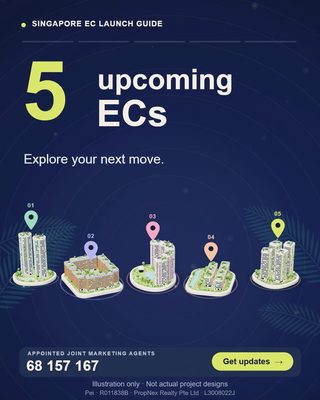 SINGAPORE EC LAUNCH GUIDE
5 upcoming
ECs
Explore your next move.
01
02
03
04
05
APPOINTED JOINT MARKETING AGENTS
68 157 167
Get updates →
Illustration only · Not actual project designs
Pei · R011838B · PropNex Realty Pte Ltd · L3008022J